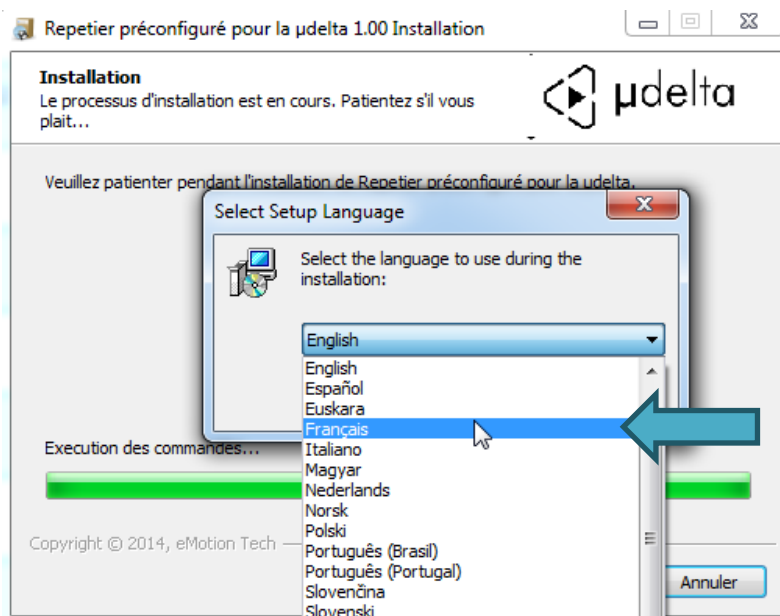 Repetier préconfiguré pour la µdelta 1.00 Installation
Installation
Le processus d'installation est en cours. Patientez s'il vous
plait...
µdelta
Veuillez patienter pendant l'installation de Repetier préconfiguré pour la udelta.
Select Setup Language
Select the language to use during the
installation:
English
English
Español
Euskara
Français
Italiano
Magyar
Nederlands
Norsk
Polski
Português (Brasil)
Português (Portugal)
Slovenčina
Slovenski
Execution des commandes...
Copyright © 2014, eMotion Tech
Annuler